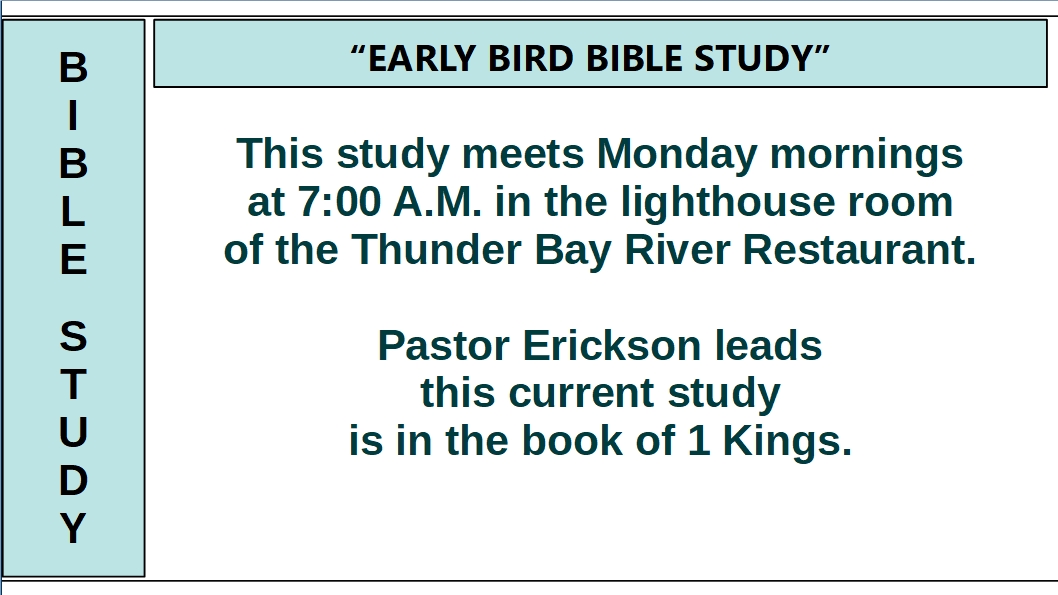 B
I
B
L
E
S
T
U
D
Y
“EARLY BIRD BIBLE STUDY”
This study meets Monday mornings
at 7:00 A.M. in the lighthouse room
of the Thunder Bay River Restaurant.
Pastor Erickson leads
this current study
is in the book of 1 Kings.